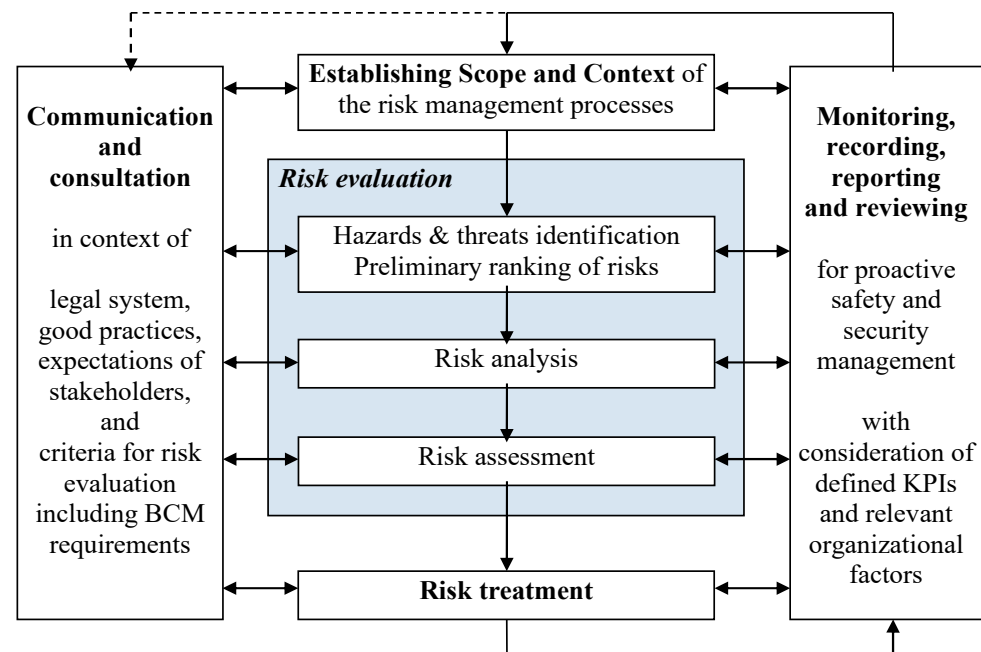 Establishing Scope and Context of
the risk management processes
Communication
and
consultation
in context of
legal system,
good practices,
expectations of
stakeholders,
and
criteria for risk
evaluation
including BCM
requirements
Risk evaluation
Hazards & threats identification
Preliminary ranking of risks
Risk analysis
Risk assessment
Risk treatment
Monitoring,
recording,
reporting
and reviewing
for proactive
safety and
security
management
with
consideration of
defined KPIs
and relevant
organizational
factors